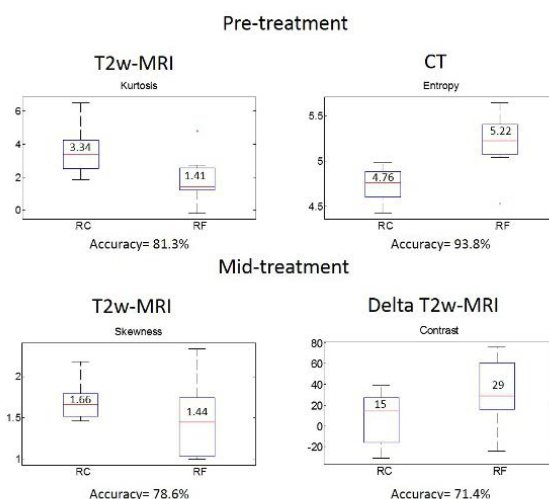 Pre-treatment
T2w-MRI
CT
Kurtosis
Entropy
6
4
2
0
3.34
1.41
5.5
5
4.5
4.76
5.22
RC
RF
RC
RF
Accuracy= 81.3%
Accuracy= 93.8%
Mid-treatment
T2w-MRI
Delta T2w-MRI
Skewness
Contrast
2
1.5
1
1.66
1.44
80
60
40
20
0
-20
15
29
RC
RF
RC
RF
Accuracy= 78.6%
Accuracy= 71.4%